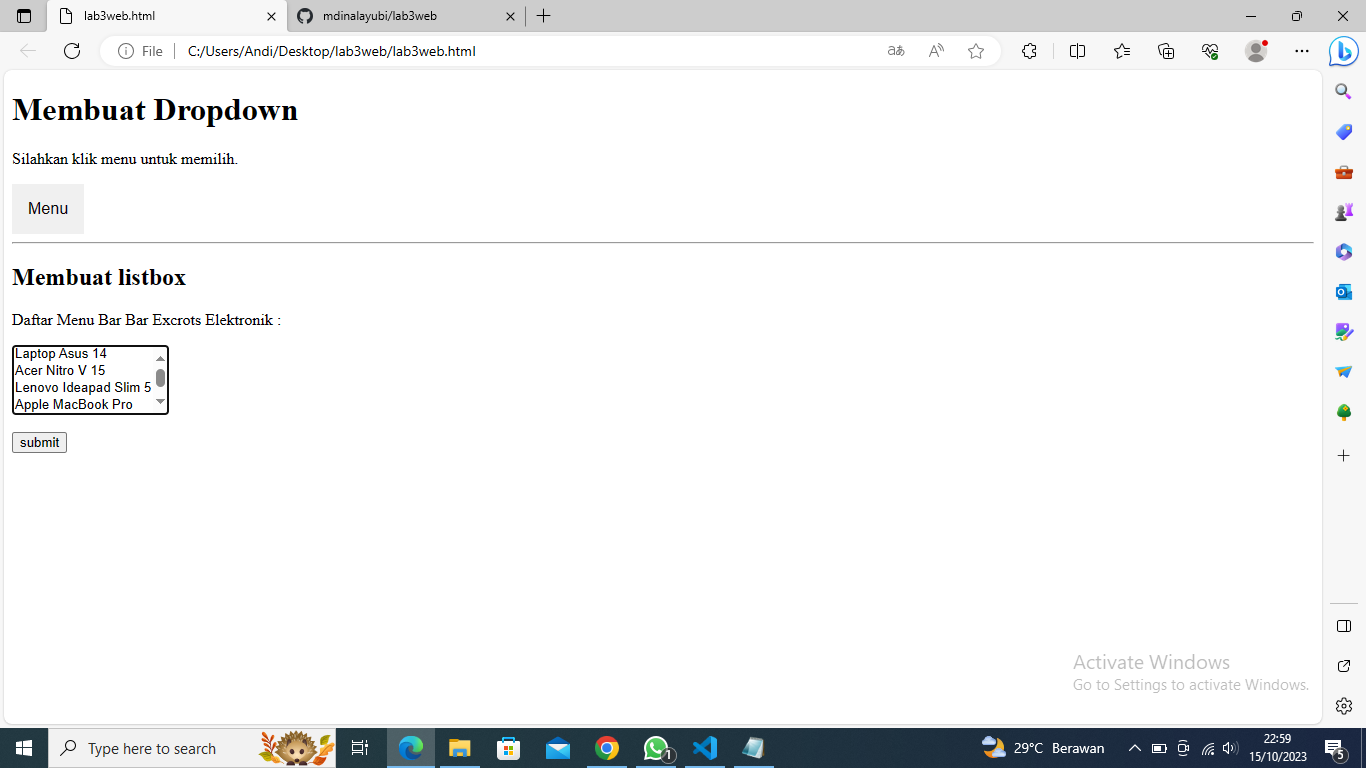 lab3web.html
mdinalayubi/lab3web
File
C:/Users/Andi/Desktop/lab3web/lab3web.html
aあ
Membuat Dropdown
Silahkan klik menu untuk memilih.
Menu
Membuat listbox
Daftar Menu Bar Bar Excrots Elektronik :
Laptop Asus 14
Acer Nitro V 15
Lenovo Ideapad Slim 5
Apple MacBook Pro
submit
Activate Windows
Go to Settings to activate Windows.
Type here to search
1
29°C Berawan
22:59
15/10/2023
5